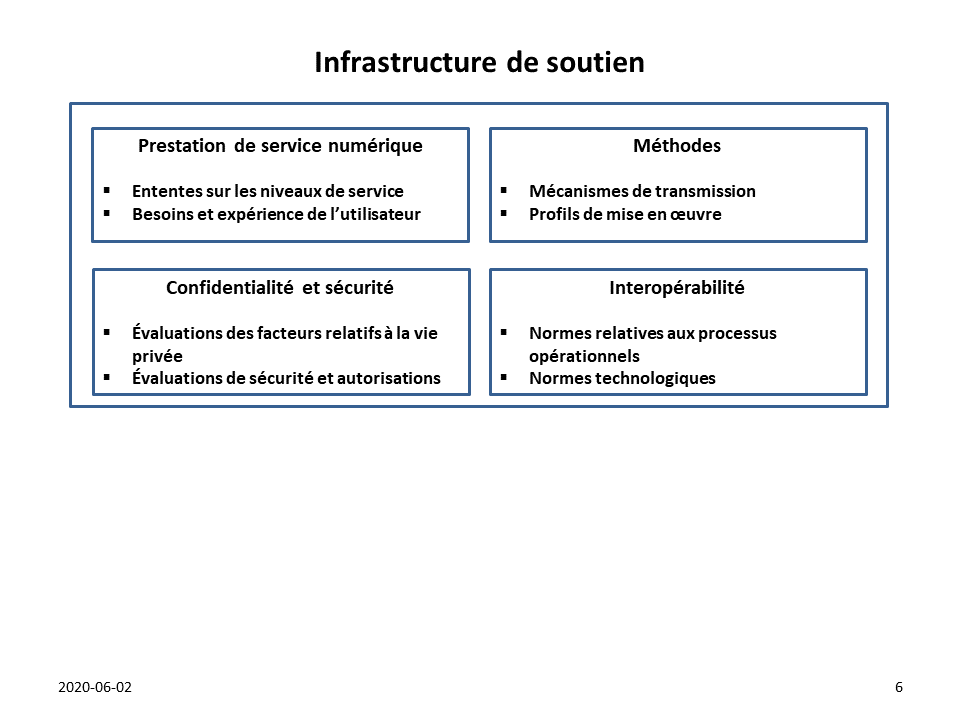 Infrastructure de soutien
Prestation de service numérique
▪ Ententes sur les niveaux de service
▪ Besoins et expérience de l’utilisateur
Méthodes
▪ Mécanismes de transmission
▪ Profils de mise en œuvre
Confidentialité et sécurité
▪ Évaluations des facteurs relatifs à la vie
privée
▪ Évaluations de sécurité et autorisations
Interopérabilité
▪ Normes relatives aux processus
opérationnels
▪ Normes technologiques
2020-06-02
6